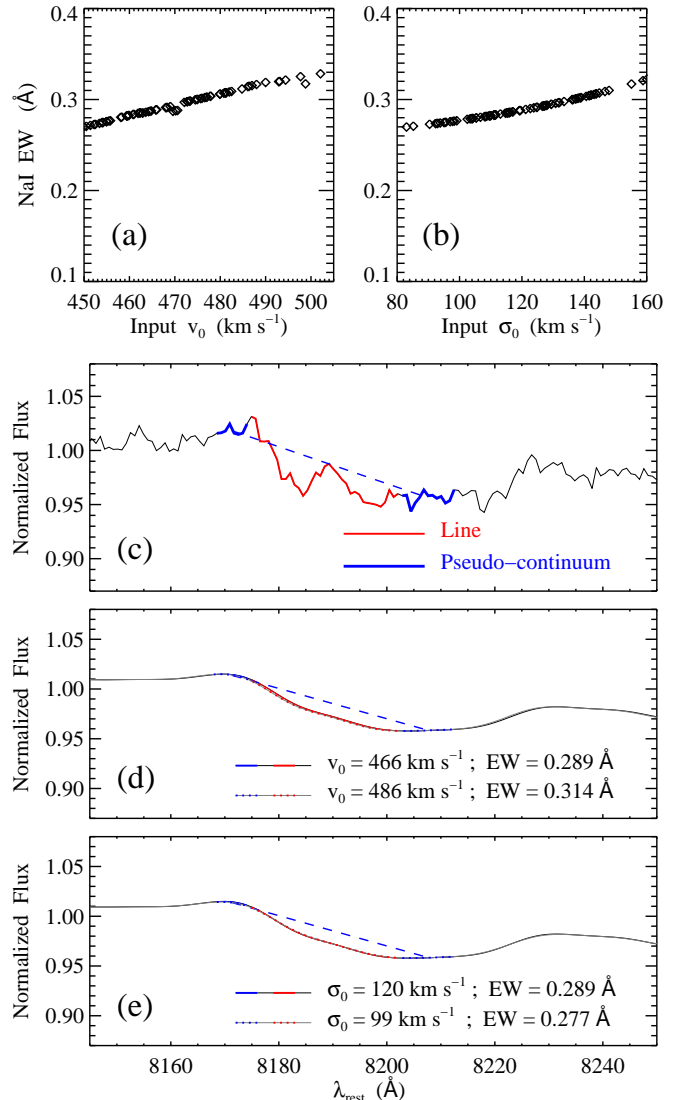 0.4
0.3
0.2
0.1
NaI EW (Å)
(a)
450 460 470 480 490 500
Input v₀ (km s⁻¹)
0.4
0.3
0.2
0.1
(b)
80 100 120 140 160
Input σ₀ (km s⁻¹)
1.05
1.00
0.95
0.90
Normalized Flux
(c)
Line
Pseudo−continuum
1.05
1.00
0.95
0.90
Normalized Flux
(d)
v₀ = 466 km s⁻¹ ; EW = 0.289 Å
v₀ = 486 km s⁻¹ ; EW = 0.314 Å
1.05
1.00
0.95
0.90
Normalized Flux
(e)
σ₀ = 120 km s⁻¹ ; EW = 0.289 Å
σ₀ = 99 km s⁻¹ ; EW = 0.277 Å
8160 8180 8200 8220 8240
λrest (Å)